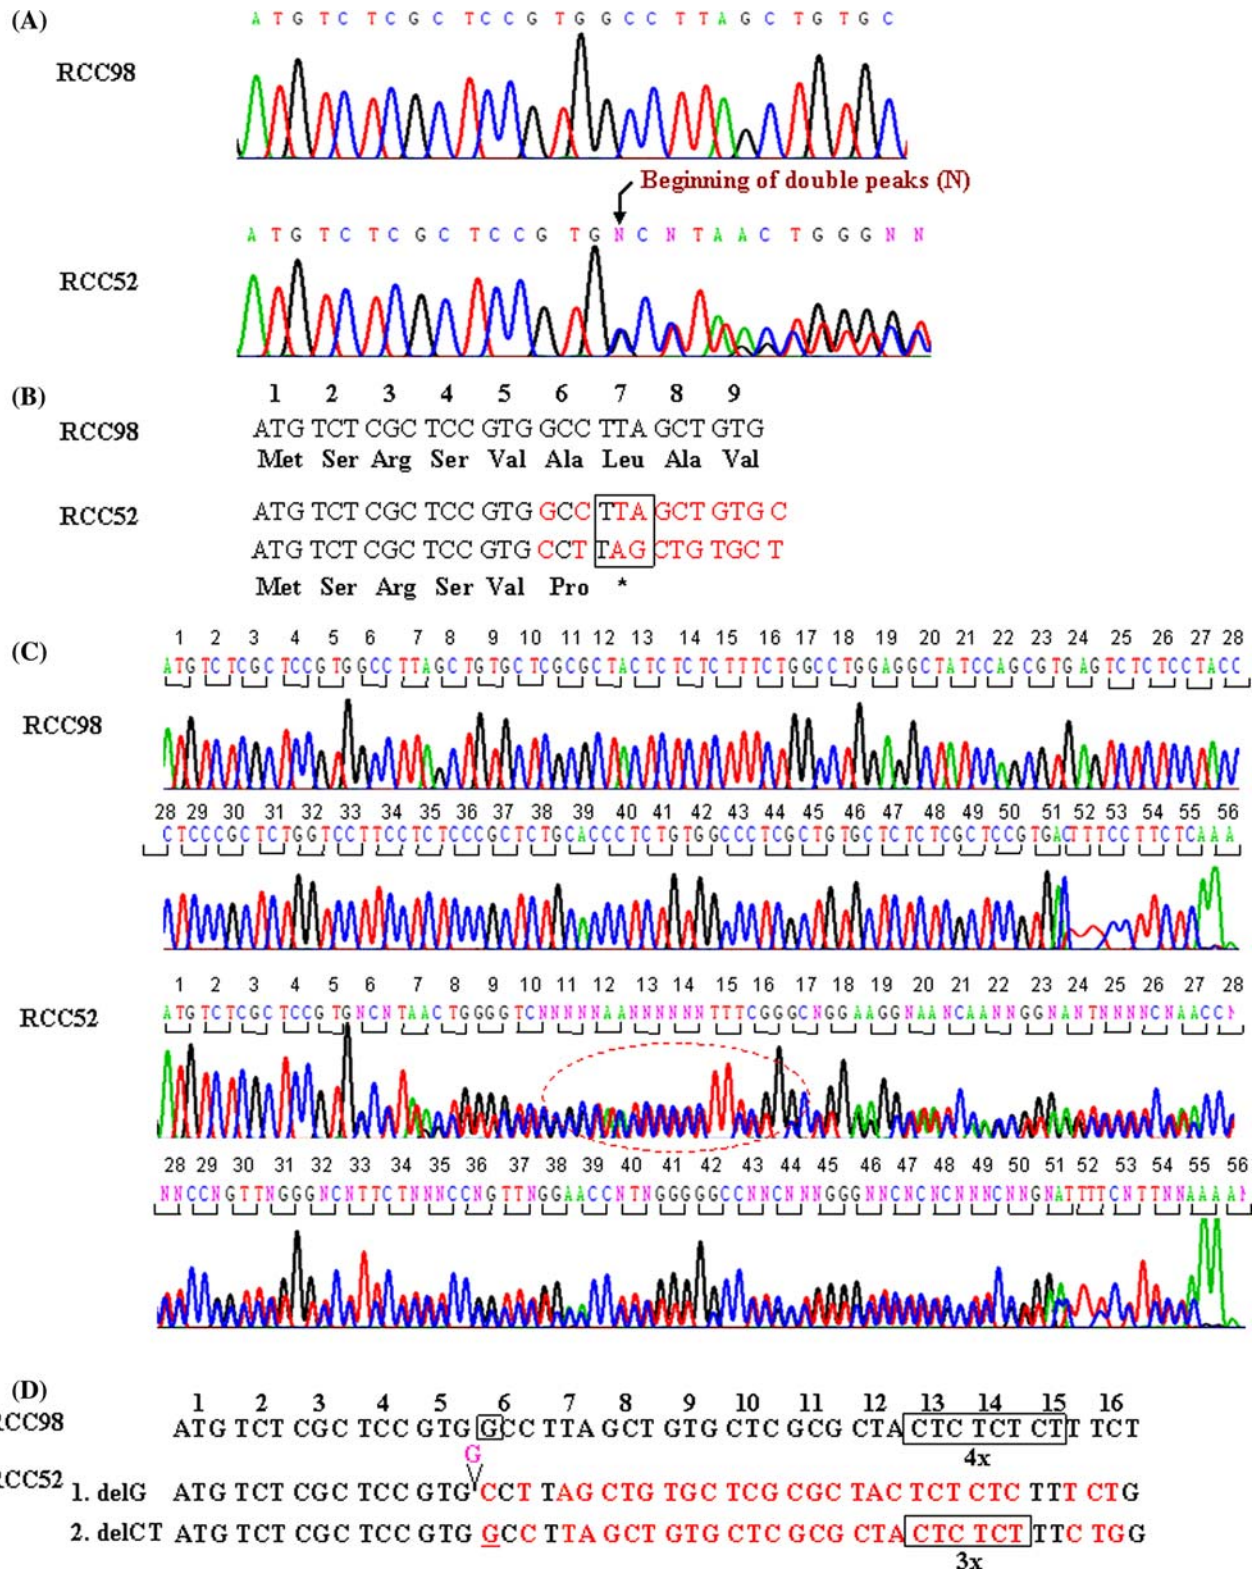 (A)
A T G T C T C G C T C C G T G G C C T T A G C T G T G C
RCC98
Beginning of double peaks (N)
A T G T C T C G C T C C G T G N C N T A A C T G G G N N
RCC52
(B)
1 2 3 4 5 6 7 8 9
RCC98 ATG TCT CGC TCC GTG GCC TTA GCT GTG
Met Ser Arg Ser Val Ala Leu Ala Val
RCC52 ATG TCT CGC TCC GTG GCC TTA GCT GTG C
ATG TCT CGC TCC GTG CCT TAG CTG TGC T
Met Ser Arg Ser Val Pro *
(C)
1 2 3 4 5 6 7 8 9 10 11 12 13 14 15 16 17 18 19 20 21 22 23 24 25 26 27 28
ATGTCTCGCTCCGTGGCCTTAGCTGTGCTCGCGCTACTCTCTCTTTCTGGCCTGGAGGCTATCCAGCGTGAGTCTCTCCTACC
RCC98
28 29 30 31 32 33 34 35 36 37 38 39 40 41 42 43 44 45 46 47 48 49 50 51 52 53 54 55 56
CTCCCGCTCTGGTCCTTCCTCTCCCGCTCTGCACCCTCTGTGGCCCTCGCTGTGCTCTCTCGCTCCGTGACTTTCCTTCTCAAA
1 2 3 4 5 6 7 8 9 10 11 12 13 14 15 16 17 18 19 20 21 22 23 24 25 26 27 28
RCC52
28 29 30 31 32 33 34 35 36 37 38 39 40 41 42 43 44 45 46 47 48 49 50 51 52 53 54 55 56
(D)
1 2 3 4 5 6 7 8 9 10 11 12 13 14 15 16
RCC98 ATG TCT CGC TCC GTG GCC TTA GCT GTG CTC GCG CTA CTC TCT CTT TCT
G 4x
RCC52 1. delG ATG TCT CGC TCC GTG CCT TAG CTG TGC TCG CGC TAC TCT CTC TTT CTG
2. delCT ATG TCT CGC TCC GTG GCC TTA GCT GTG CTC GCG CTA CTC TCT TTC TGG
3x